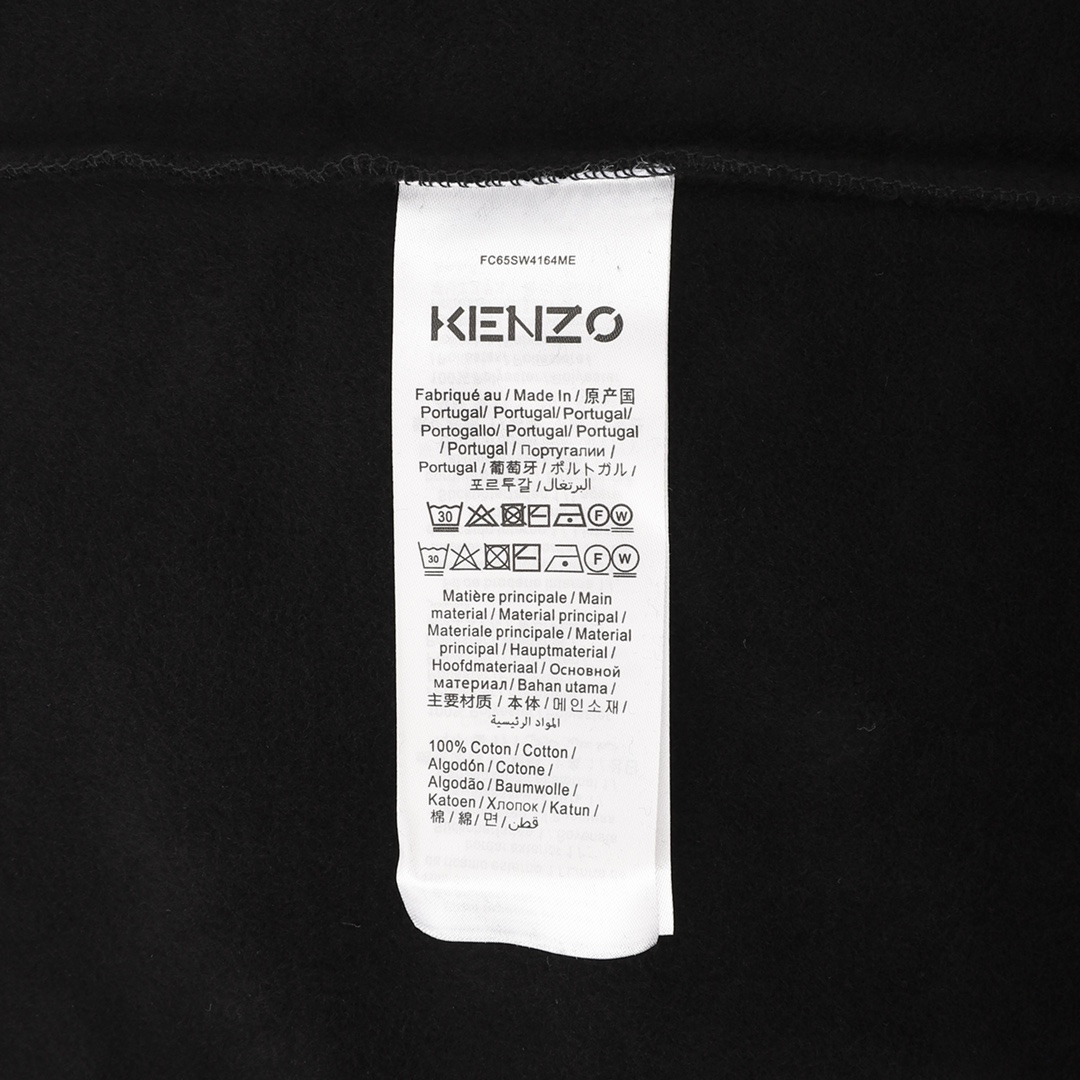 FC65SW4164ME
KENZO
Fabriqué au / Made In / 原产国
Portugal/ Portugal/ Portugal/
Portogallo/ Portugal/ Portugal
/ Portugal / Португалии /
Portugal / 葡萄牙 / ポルトガル /
포르투갈 / البرتغال
30 F W
30 F W
Matière principale / Main
material / Material principal /
Materiale principale / Material
principal / Hauptmaterial /
Hoofdmateriaal / Основной
материал / Bahan utama /
主要材质 / 本体 / 메인 소재 /
المواد الرئيسية
100% Coton / Cotton /
Algodón / Cotone /
Algodão / Baumwolle /
Katoen / Хлопок / Katun /
棉 / 綿 / 면 / قطن